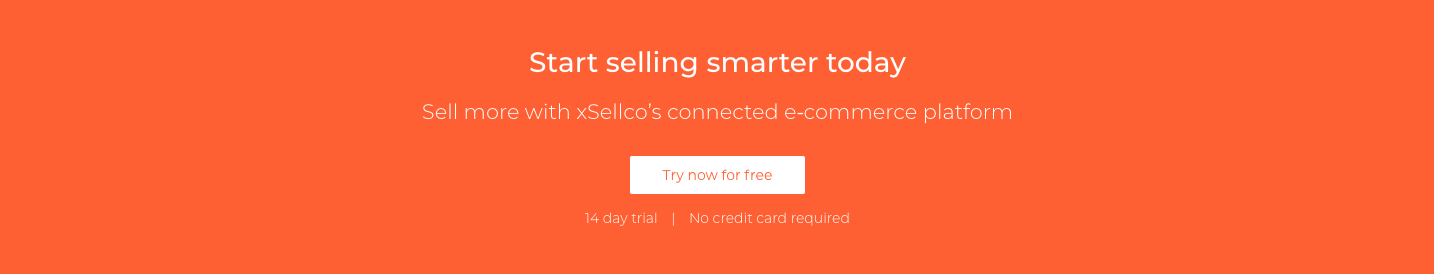 Start selling smarter today
Sell more with xSellco’s connected e-commerce platform
Try now for free
14 day trial | No credit card required